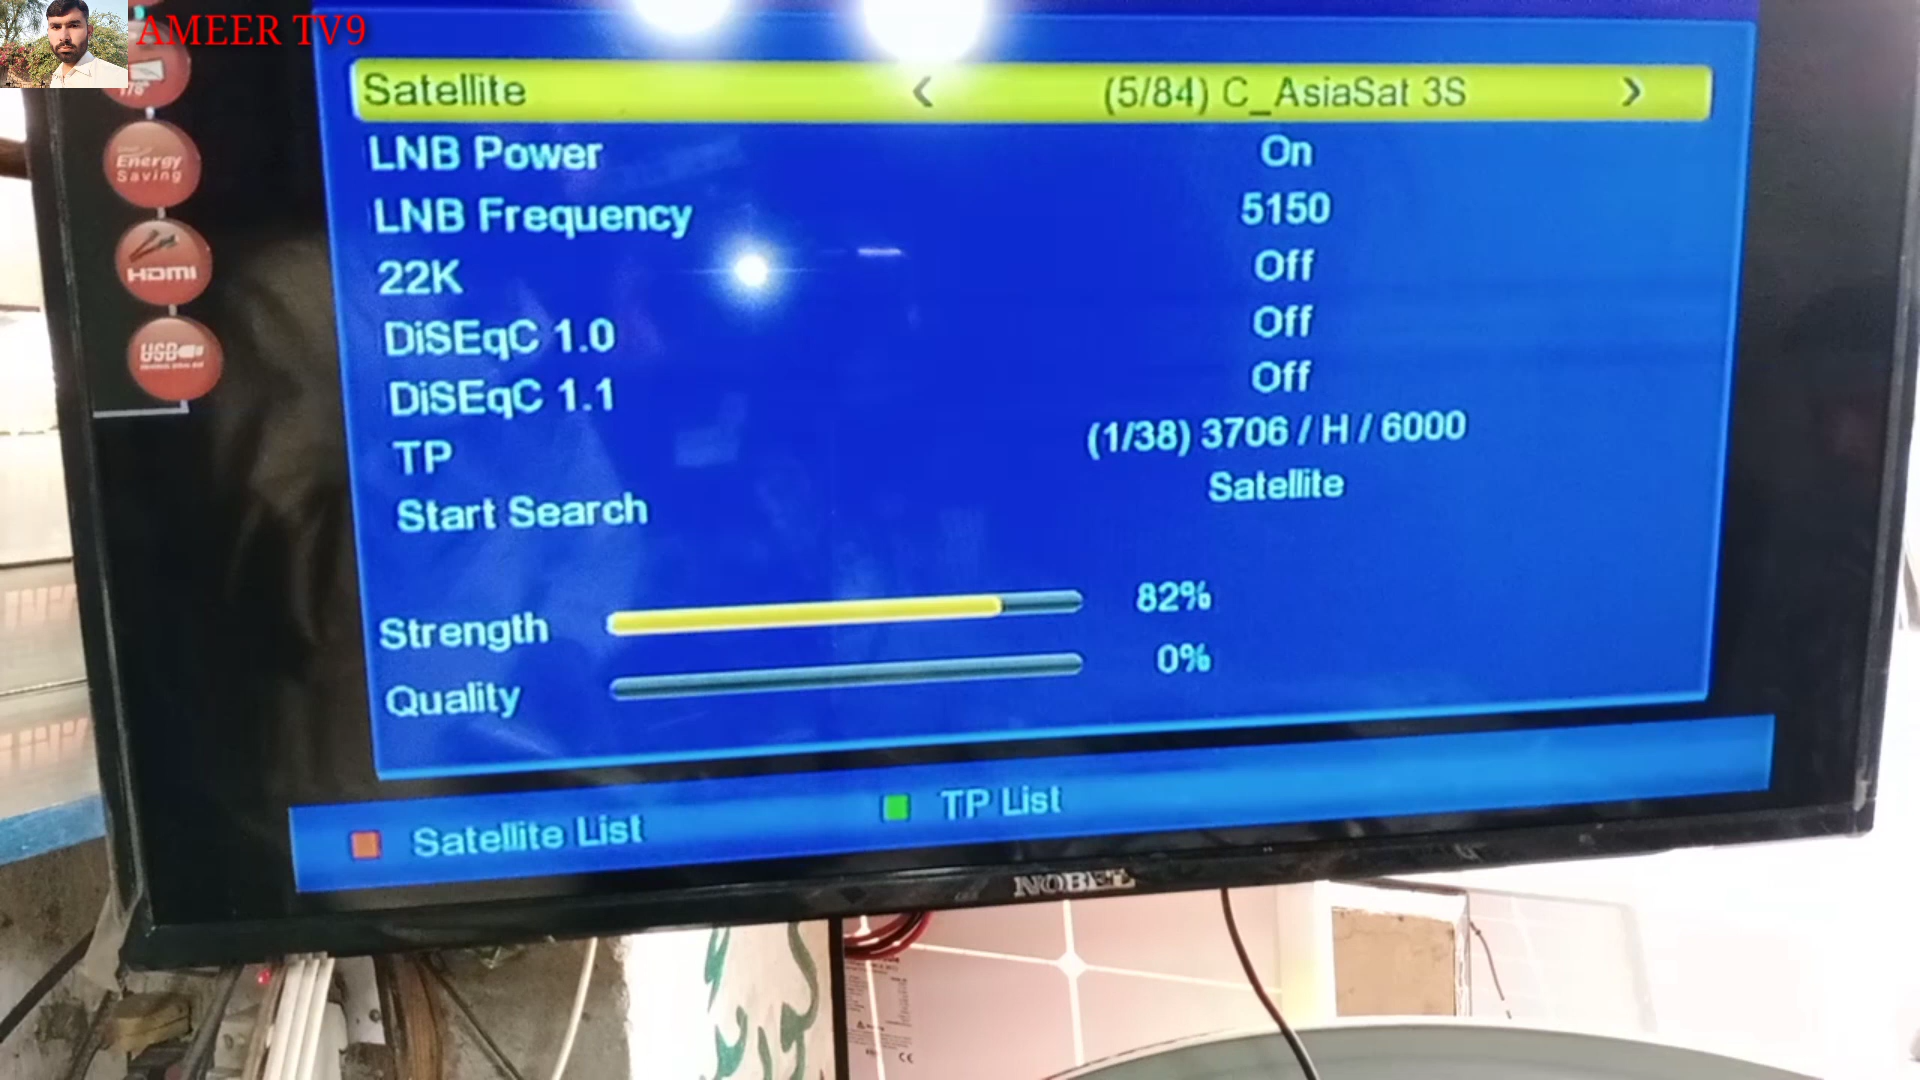 AMEER TV9
Energy
Saving
HDMI
USB
Satellite < (5/84) C_AsiaSat 3S >
LNB Power On
LNB Frequency 5150
22K Off
DiSEqC 1.0 Off
DiSEqC 1.1 Off
TP (1/38) 3706 / H / 6000
Start Search Satellite
Strength 82%
Quality 0%
Satellite List TP List
NOBEL